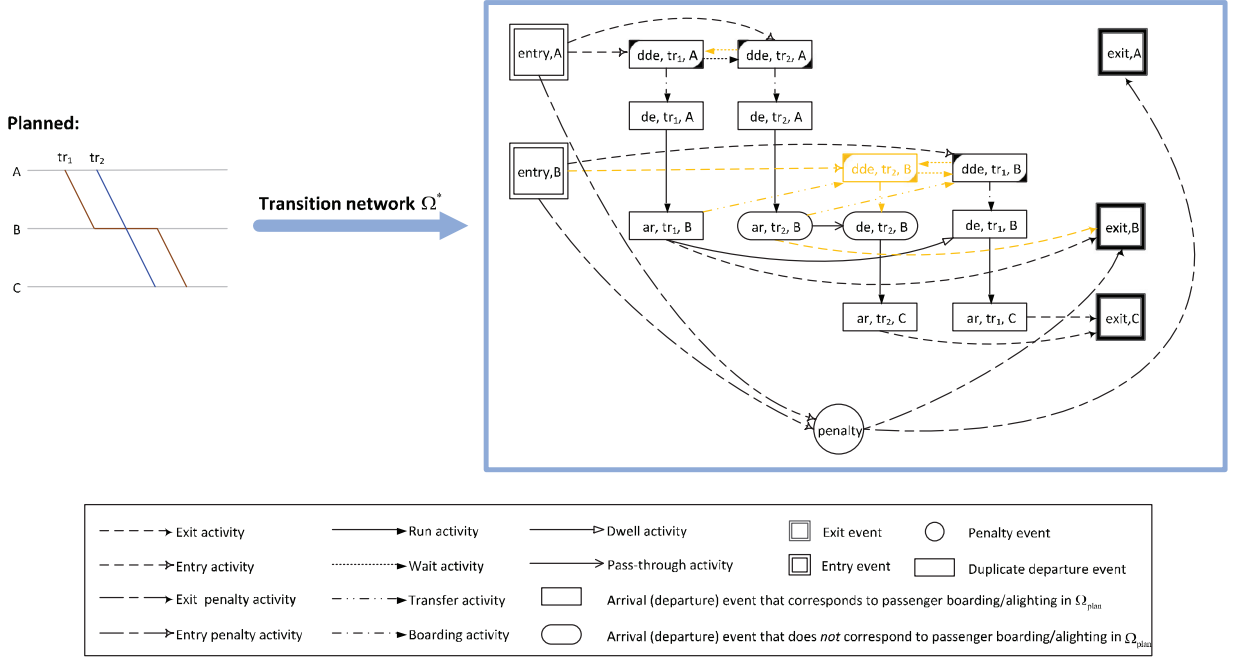 Planned:
tr₁ tr₂
A
B
C
Transition network Ω*
entry,A
dde, tr₁, A
dde, tr₂, A
exit,A
de, tr₁, A
de, tr₂, A
entry,B
dde, tr₂, B
dde, tr₁, B
ar, tr₁, B
ar, tr₂, B
de, tr₂, B
de, tr₁, B
exit,B
ar, tr₂, C
ar, tr₁, C
exit,C
penalty
Exit activity
Run activity
Dwell activity
Exit event
Penalty event
Entry activity
Wait activity
Pass-through activity
Entry event
Duplicate departure event
Exit penalty activity
Transfer activity
Arrival (departure) event that corresponds to passenger boarding/alighting in Ωplan
Entry penalty activity
Boarding activity
Arrival (departure) event that does not correspond to passenger boarding/alighting in Ωplan